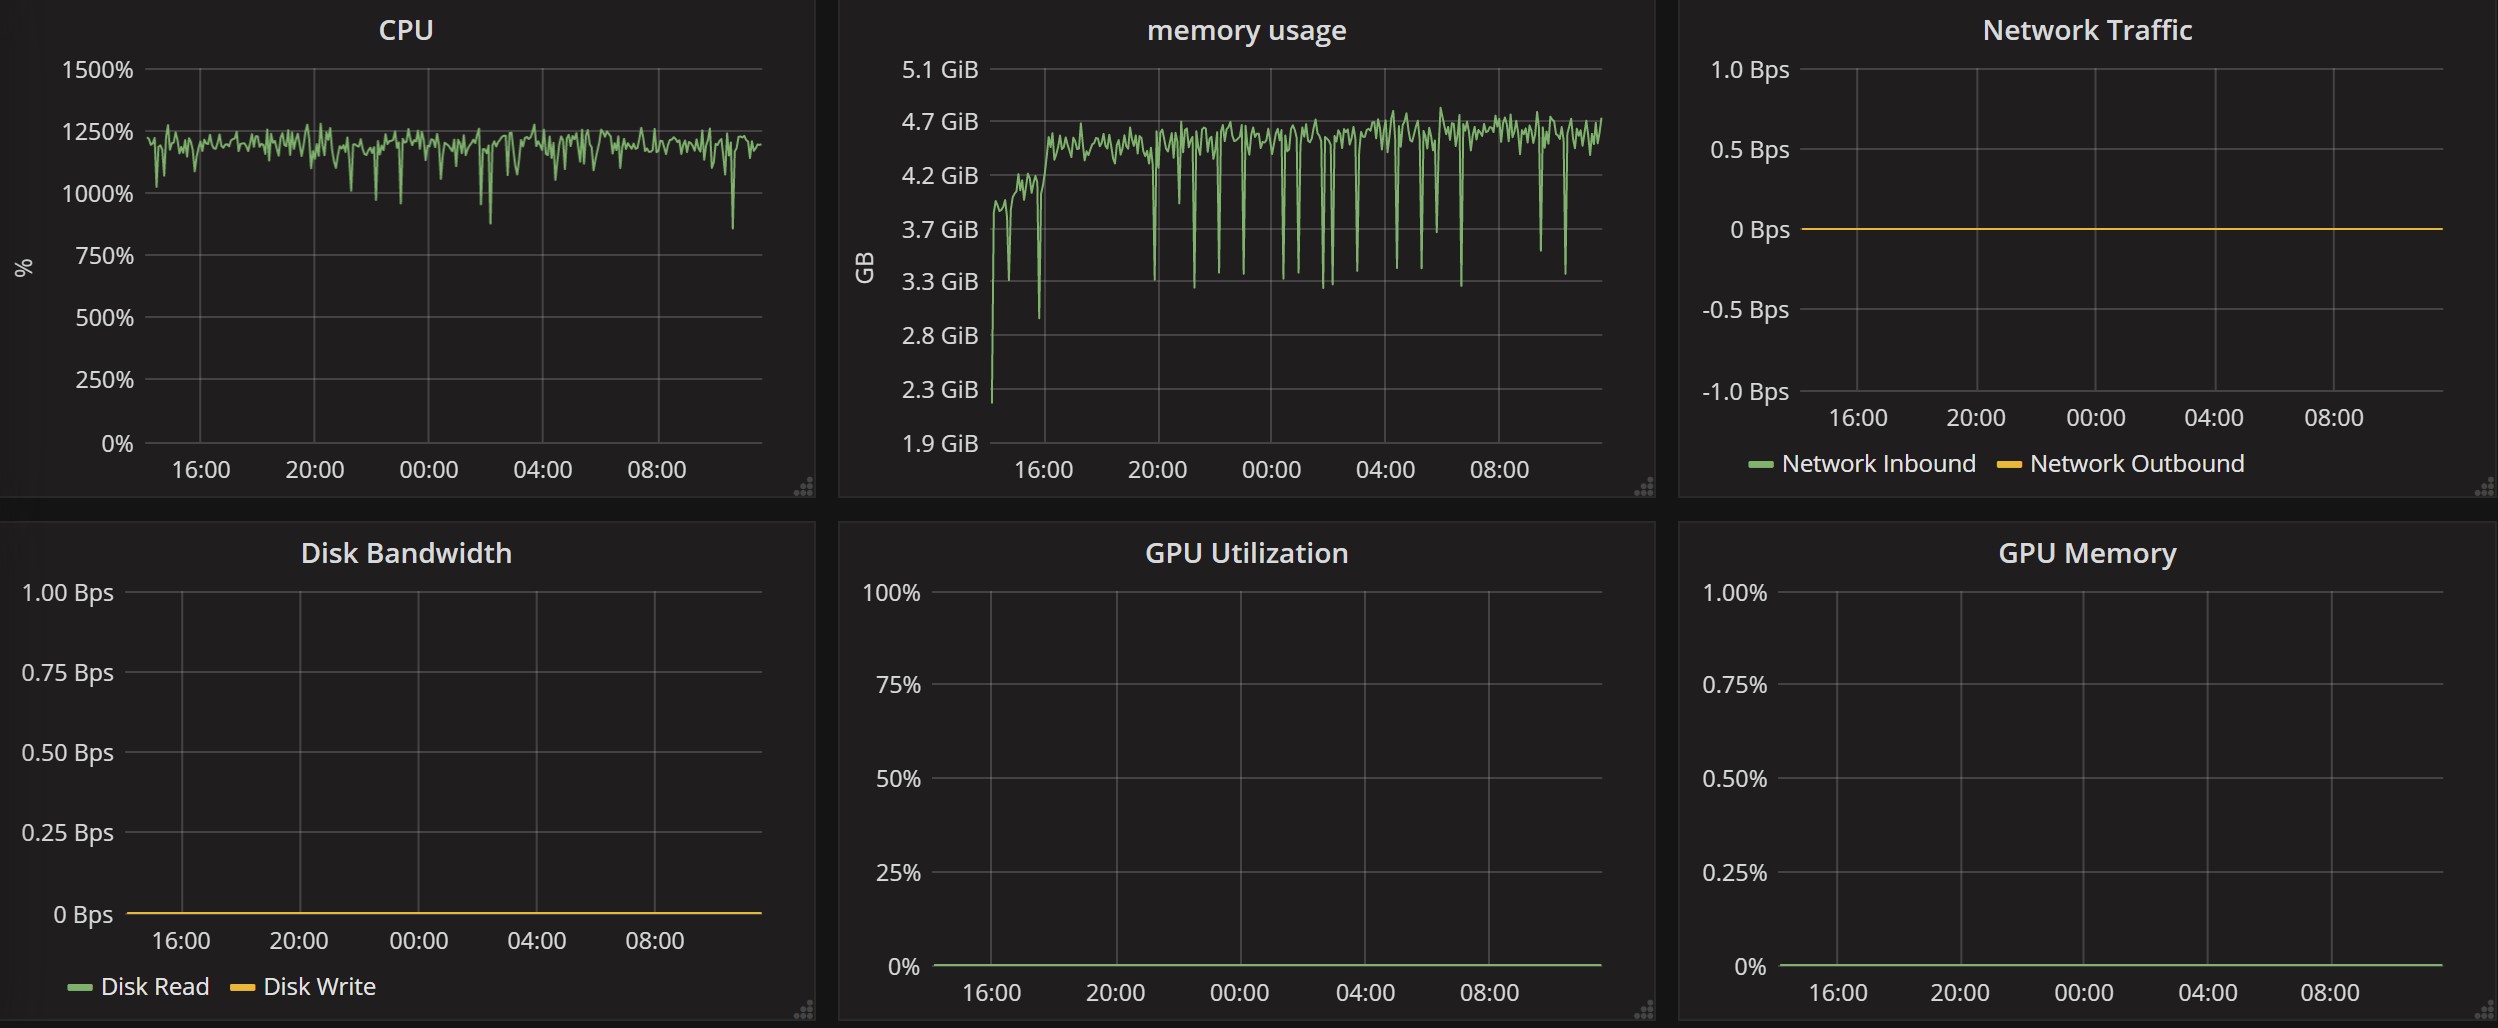 CPU
1500%
1250%
1000%
750%
500%
250%
0%
%
16:00 20:00 00:00 04:00 08:00
memory usage
5.1 GiB
4.7 GiB
4.2 GiB
3.7 GiB
3.3 GiB
2.8 GiB
2.3 GiB
1.9 GiB
GB
16:00 20:00 00:00 04:00 08:00
Network Traffic
1.0 Bps
0.5 Bps
0 Bps
-0.5 Bps
-1.0 Bps
16:00 20:00 00:00 04:00 08:00
Network Inbound Network Outbound
Disk Bandwidth
1.00 Bps
0.75 Bps
0.50 Bps
0.25 Bps
0 Bps
16:00 20:00 00:00 04:00 08:00
Disk Read Disk Write
GPU Utilization
100%
75%
50%
25%
0%
16:00 20:00 00:00 04:00 08:00
GPU Memory
1.00%
0.75%
0.50%
0.25%
0%
16:00 20:00 00:00 04:00 08:00